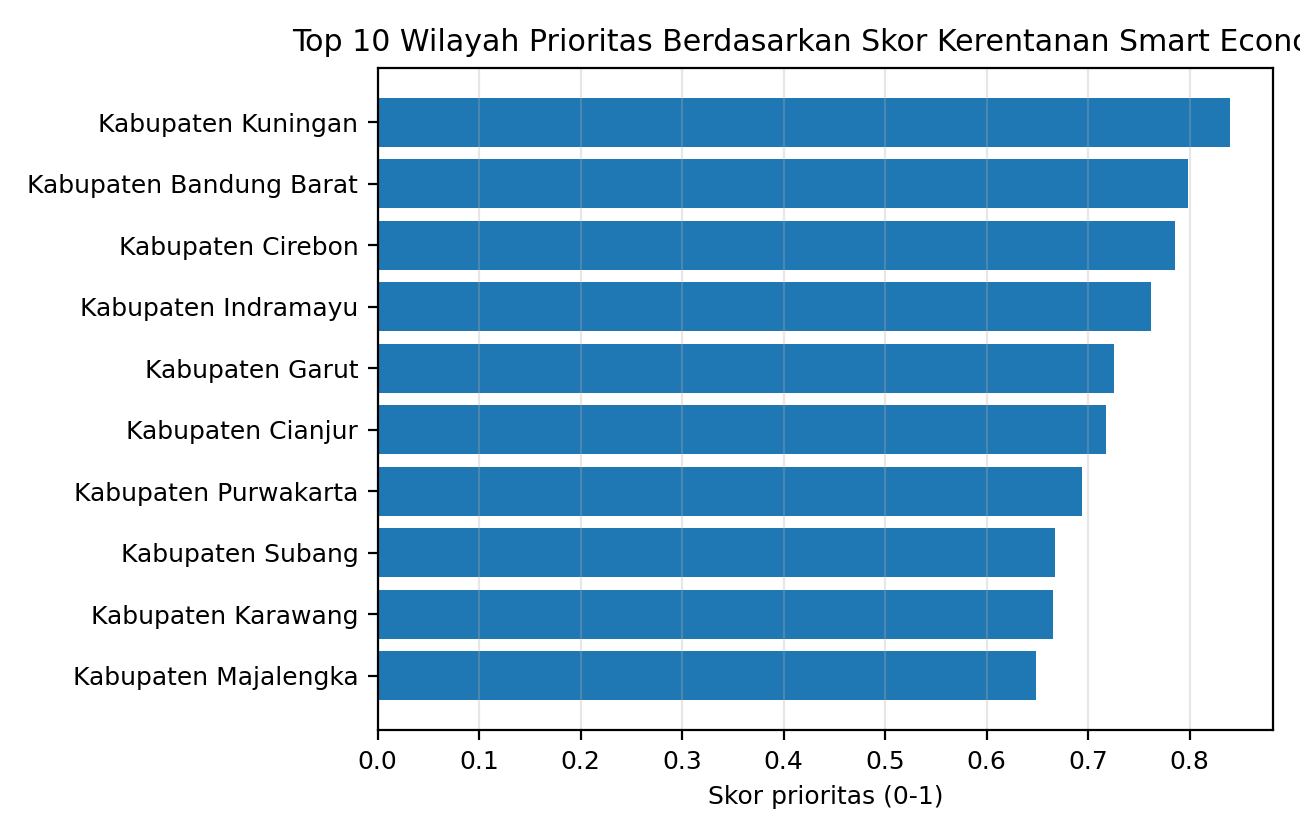 Top 10 Wilayah Prioritas Berdasarkan Skor Kerentanan Smart Econo
Kabupaten Kuningan
Kabupaten Bandung Barat
Kabupaten Cirebon
Kabupaten Indramayu
Kabupaten Garut
Kabupaten Cianjur
Kabupaten Purwakarta
Kabupaten Subang
Kabupaten Karawang
Kabupaten Majalengka
0.0 0.1 0.2 0.3 0.4 0.5 0.6 0.7 0.8
Skor prioritas (0-1)